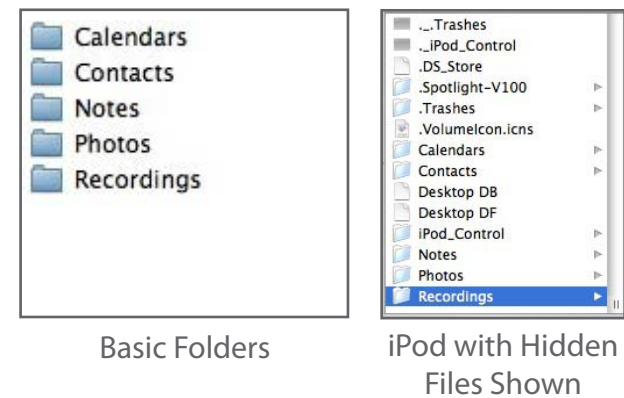 Calendars
Contacts
Notes
Photos
Recordings
Basic Folders
._.Trashes
._iPod_Control
.DS_Store
.Spotlight-V100
.Trashes
.VolumeIcon.icns
Calendars
Contacts
Desktop DB
Desktop DF
iPod_Control
Notes
Photos
Recordings
iPod with Hidden
Files Shown